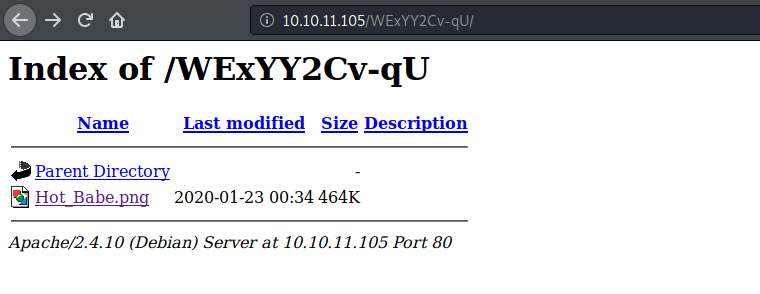 10.10.11.105/WExYY2Cv-qU/
Index of /WExYY2Cv-qU
Name Last modified Size Description
Parent Directory -
Hot_Babe.png 2020-01-23 00:34 464K
Apache/2.4.10 (Debian) Server at 10.10.11.105 Port 80